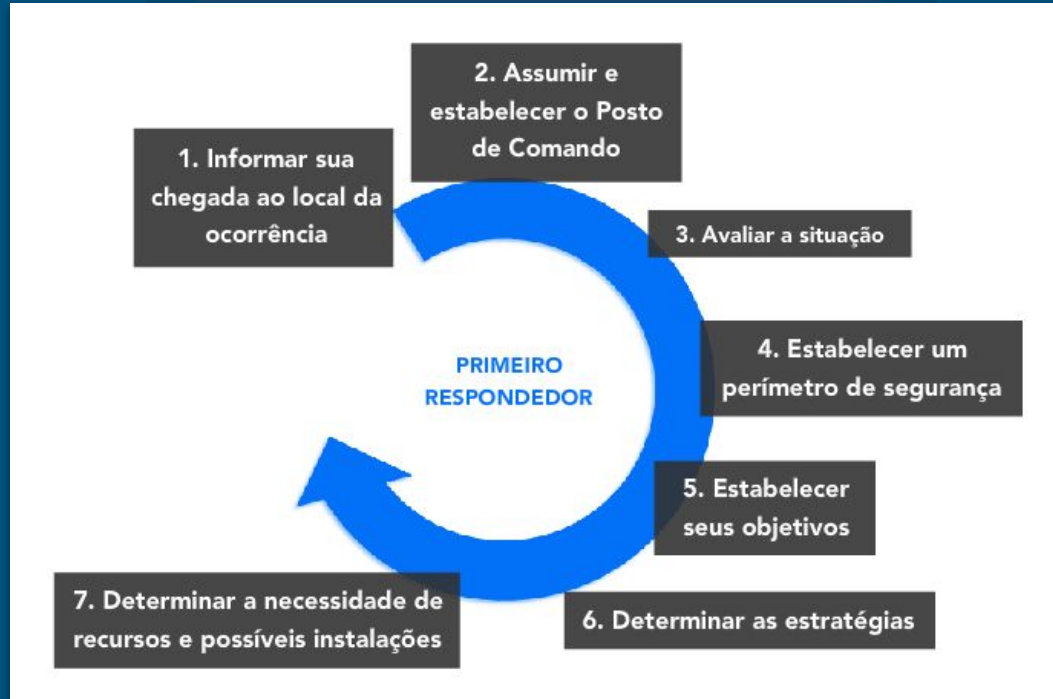 1. Informar sua
chegada ao local da
ocorrência
2. Assumir e
estabelecer o Posto
de Comando
3. Avaliar a situação
4. Estabelecer um
perímetro de segurança
5. Estabelecer
seus objetivos
6. Determinar as estratégias
7. Determinar a necessidade de
recursos e possíveis instalações
PRIMEIRO
RESPONDEDOR